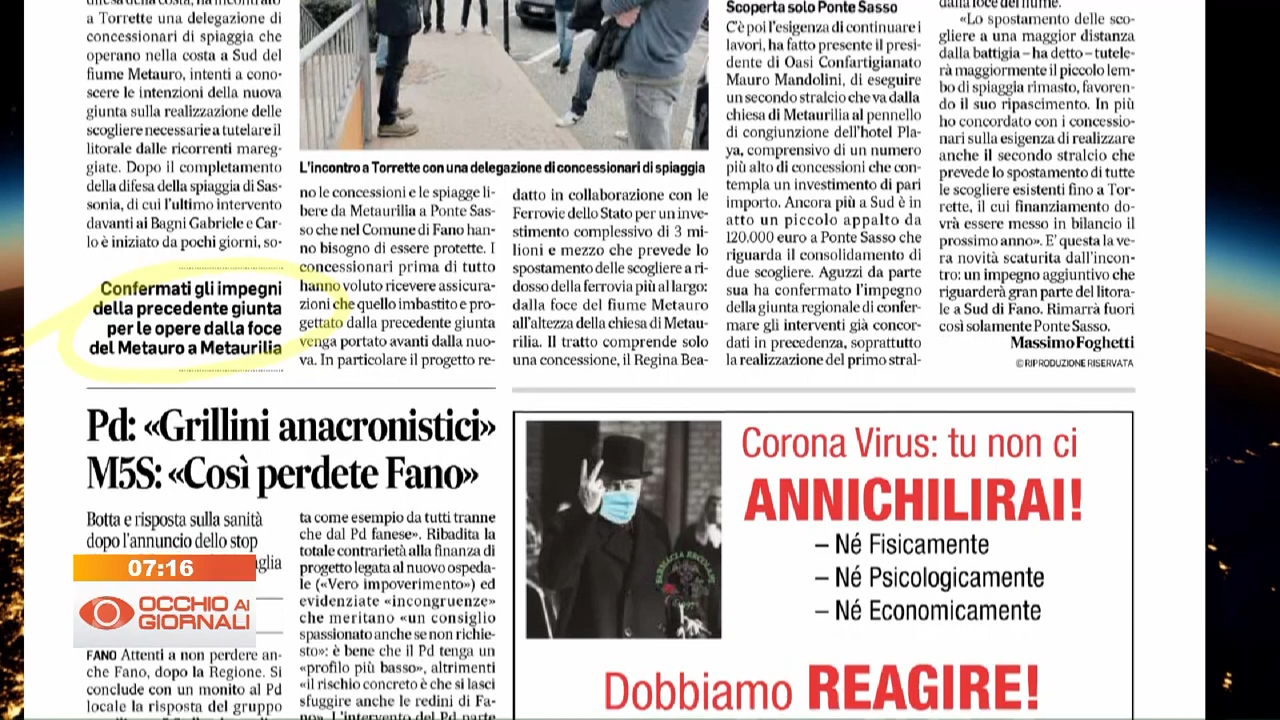 a Torrette una delegazione di
concessionari di spiaggia che
operano nella costa a Sud del
fiume Metauro, intenti a cono-
scere le intenzioni della nuova
giunta sulla realizzazione delle
scogliere necessarie a tutelare il
litorale dalle ricorrenti mareg-
giate. Dopo il completamento
della difesa della spiaggia di Sas-
sonia, di cui l'ultimo intervento
davanti ai Bagni Gabriele e Car-
lo è iniziato da pochi giorni, so-
Confermati gli impegni
della precedente giunta
per le opere dalla foce
del Metauro a Metaurilia
L'incontro a Torrette con una delegazione di concessionari di spiaggia
no le concessioni e le spiagge li-
bere da Metaurilia a Ponte Sas-
so che nel Comune di Fano han-
no bisogno di essere protette. I
concessionari prima di tutto
hanno voluto ricevere assicura-
zioni che quello imbastito e pro-
gettato dalla precedente giunta
venga portato avanti dalla nuo-
va. In particolare il progetto re-
datto in collaborazione con le
Ferrovie dello Stato per un inve-
stimento complessivo di 3 mi-
lioni e mezzo che prevede lo
spostamento delle scogliere a ri-
dosso della ferrovia più al largo:
dalla foce del fiume Metauro
all'altezza della chiesa di Metau-
rilia. Il tratto comprende solo
una concessione, il Regina Bea-
Scoperta solo Ponte Sasso
C'è poi l'esigenza di continuare i
lavori, ha fatto presente il presi-
dente di Oasi Confartigianato
Mauro Mandolini, di eseguire
un secondo stralcio che va dalla
chiesa di Metaurilia al pennello
di congiunzione dell'hotel Pla-
ya, comprensivo di un numero
più alto di concessioni che con-
templa un investimento di pari
importo. Ancora più a Sud è in
atto un piccolo appalto da
120.000 euro a Ponte Sasso che
riguarda il consolidamento di
due scogliere. Aguzzi da parte
sua ha confermato l'impegno
della giunta regionale di confer-
mare gli interventi già concor-
dati in precedenza, soprattutto
la realizzazione del primo stral-
dalla foce del fiume.
«Lo spostamento delle sco-
gliere a una maggior distanza
dalla battigia – ha detto – tutele-
rà maggiormente il piccolo lem-
bo di spiaggia rimasto, favoren-
do il suo ripascimento. In più
ho concordato con i concessio-
nari sulla esigenza di realizzare
anche il secondo stralcio che
prevede lo spostamento di tutte
le scogliere esistenti fino a Tor-
rette, il cui finanziamento do-
vrà essere messo in bilancio il
prossimo anno». E' questa la ve-
ra novità scaturita dall'incon-
tro: un impegno aggiuntivo che
riguarderà gran parte del litora-
le a Sud di Fano. Rimarrà fuori
così solamente Ponte Sasso.
Massimo Foghetti
© RIPRODUZIONE RISERVATA
Pd: «Grillini anacronistici»
M5S: «Così perdete Fano»
Botta e risposta sulla sanità
dopo l'annuncio dello stop
07:16
OCCHIO AI
GIORNALI
FANO Attenti a non perdere an-
che Fano, dopo la Regione. Si
conclude con un monito al Pd
locale la risposta del gruppo
ta come esempio da tutti tranne
che dal Pd fanese». Ribadita la
totale contrarietà alla finanza di
progetto legata al nuovo ospeda-
le («Vero impoverimento») ed
evidenziate «incongruenze»
che meritano «un consiglio
spassionato anche se non richie-
sto»: è bene che il Pd tenga un
«profilo più basso», altrimenti
«il rischio concreto è che si lasci
sfuggire anche le redini di Fa-
no». L'intervento del Pd parte
FARMACIA ERCOLANI
Corona Virus: tu non ci
ANNICHILIRAI!
– Né Fisicamente
– Né Psicologicamente
– Né Economicamente
Dobbiamo REAGIRE!